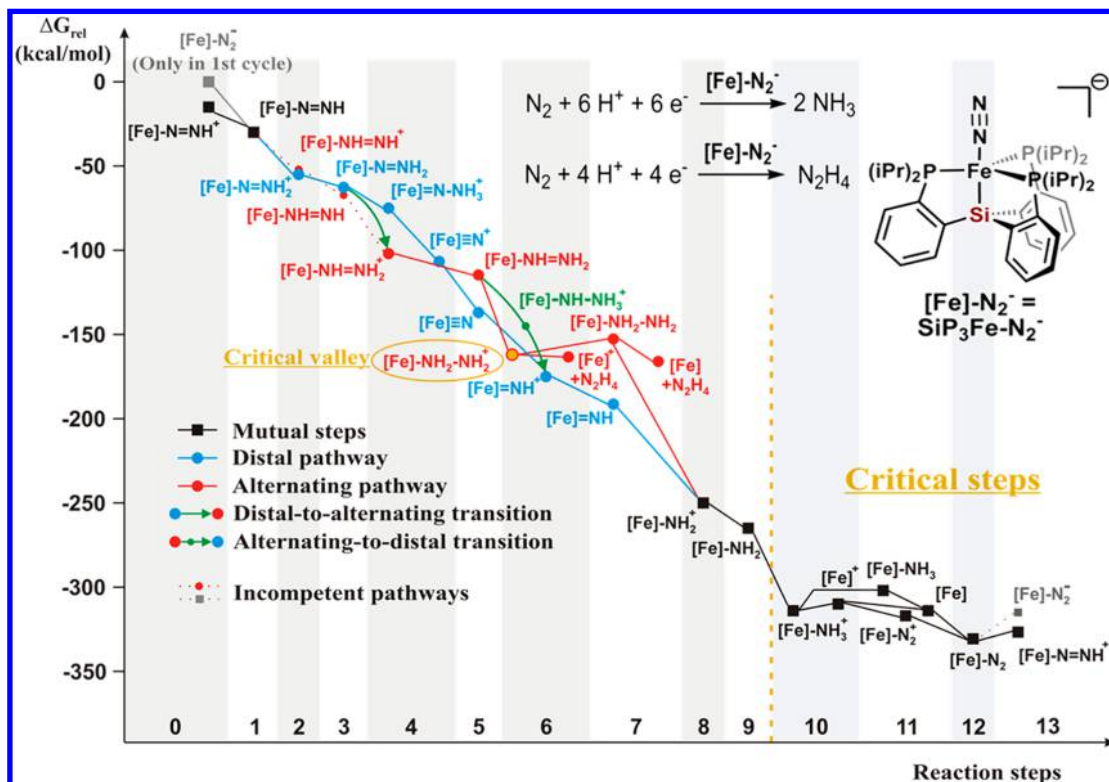 ΔG_rel
(kcal/mol)
[Fe]-N₂⁻
(Only in 1st cycle)
0
-50
-100
-150
-200
-250
-300
-350
[Fe]-N=NH⁺
[Fe]-N=NH
[Fe]-NH=NH⁺
[Fe]-N=NH₂⁺
[Fe]-N=NH₂
[Fe]-NH=NH
[Fe]=N-NH₃⁺
[Fe]-NH=NH₂⁺
[Fe]≡N⁺
[Fe]-NH=NH₂
[Fe]≡N
[Fe]-NH-NH₃⁺
Critical valley
[Fe]-NH₂-NH₂⁺
[Fe]-NH₂-NH₂
[Fe]⁺
+N₂H₄
[Fe]
+N₂H₄
[Fe]=NH⁺
[Fe]=NH
[Fe]-NH₂⁺
[Fe]-NH₂
N₂ + 6 H⁺ + 6 e⁻ [Fe]-N₂⁻ 2 NH₃
N₂ + 4 H⁺ + 4 e⁻ [Fe]-N₂⁻ N₂H₄
N
N
⊖
(iPr)₂P
Fe
P(iPr)₂
P(iPr)₂
Si
[Fe]-N₂⁻ =
SiP₃Fe-N₂⁻
Mutual steps
Distal pathway
Alternating pathway
Distal-to-alternating transition
Alternating-to-distal transition
Incompetent pathways
Critical steps
[Fe]⁺
[Fe]-NH₃
[Fe]
[Fe]-N₂⁻
[Fe]-NH₃⁺
[Fe]-N₂⁺
[Fe]-N₂
[Fe]-N=NH⁺
0 1 2 3 4 5 6 7 8 9 10 11 12 13
Reaction steps